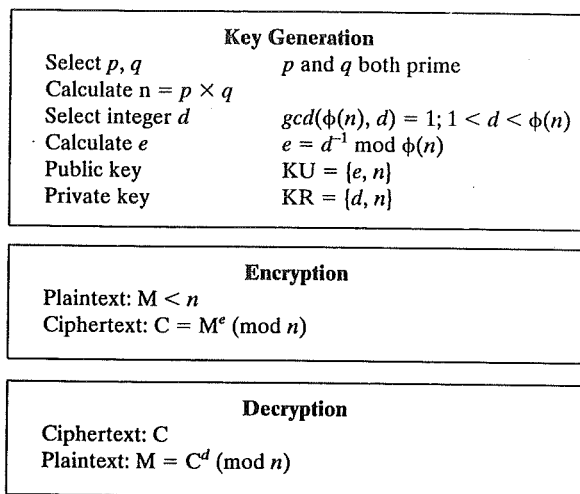 Key Generation
Select p, q p and q both prime
Calculate n = p × q
Select integer d gcd(ϕ(n), d) = 1; 1 < d < ϕ(n)
Calculate e e = d⁻¹ mod ϕ(n)
Public key KU = {e, n}
Private key KR = {d, n}
Encryption
Plaintext: M < n
Ciphertext: C = Mᵉ (mod n)
Decryption
Ciphertext: C
Plaintext: M = Cᵈ (mod n)